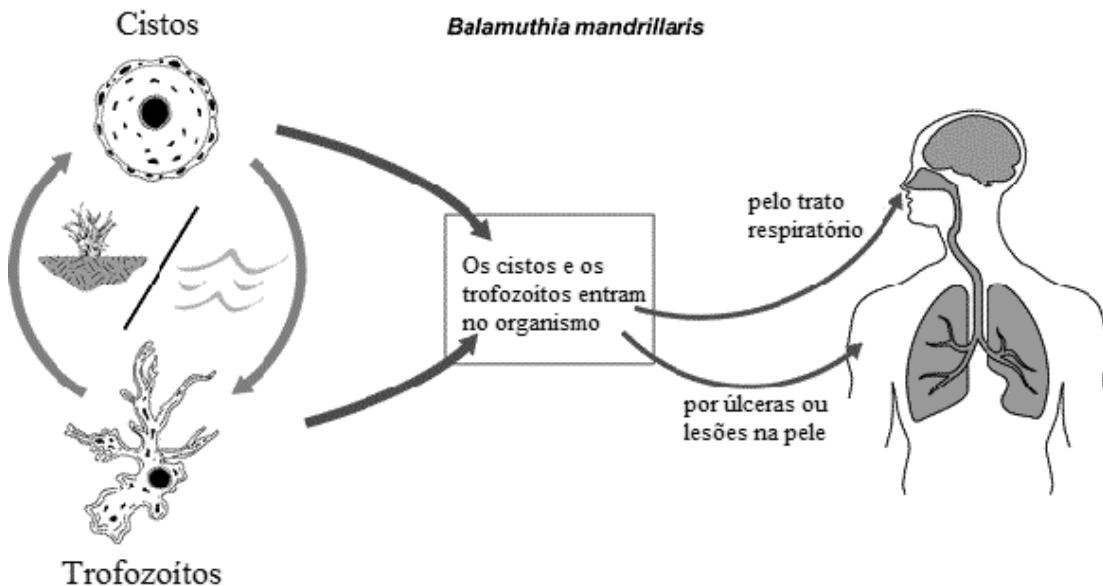 Cistos
Balamuthia mandrillaris
pelo trato
respiratório
Os cistos e os
trofozoítos entram
no organismo
por úlceras ou
lesões na pele
Trofozoítos